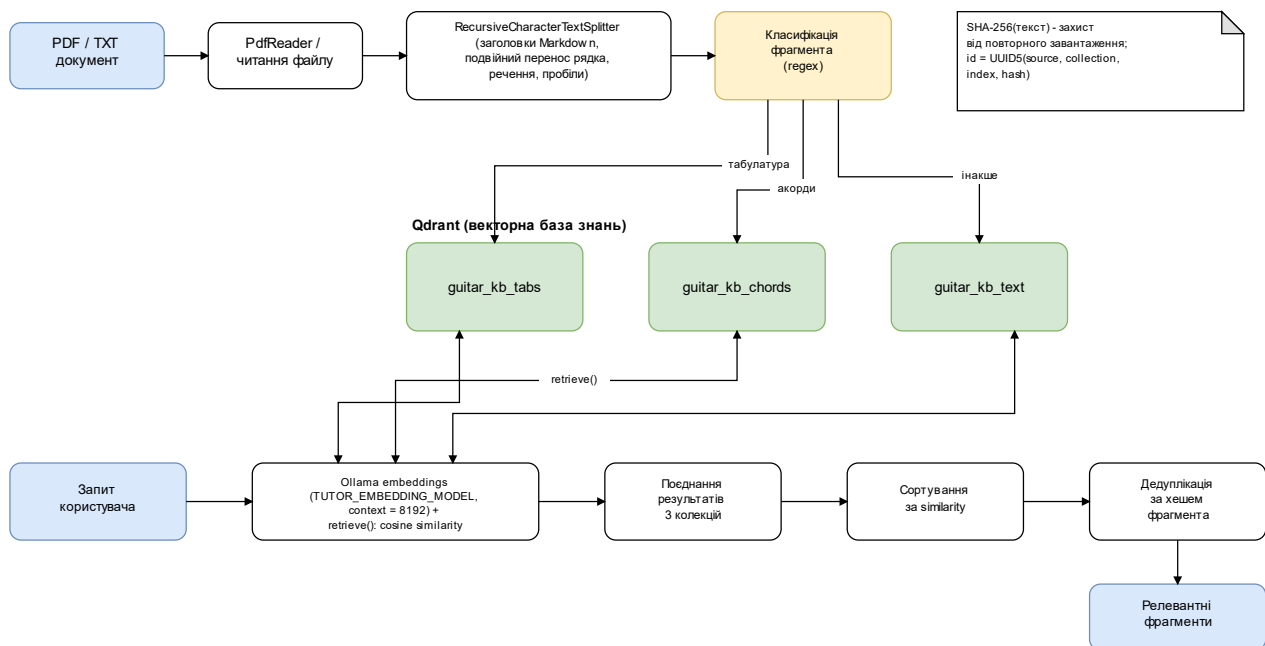 PDF / TXT
документ
PdfReader /
читання файлу
RecursiveCharacterTextSplitter
(заголовки Markdown,
подвійний перенос рядка,
речення, пробіли)
Класифікація
фрагмента
(regex)
SHA-256(текст) - захист
від повторного завантаження;
id = UUID5(source, collection,
index, hash)
табулатура
акорди
інакше
Qdrant (векторна база знань)
guitar_kb_tabs
guitar_kb_chords
guitar_kb_text
retrieve()
Запит
користувача
Ollama embeddings
(TUTOR_EMBEDDING_MODEL,
context = 8192) +
retrieve(): cosine similarity
Поєднання
результатів
3 колекцій
Сортування
за similarity
Дедуплікація
за хешем
фрагмента
Релевантні
фрагменти